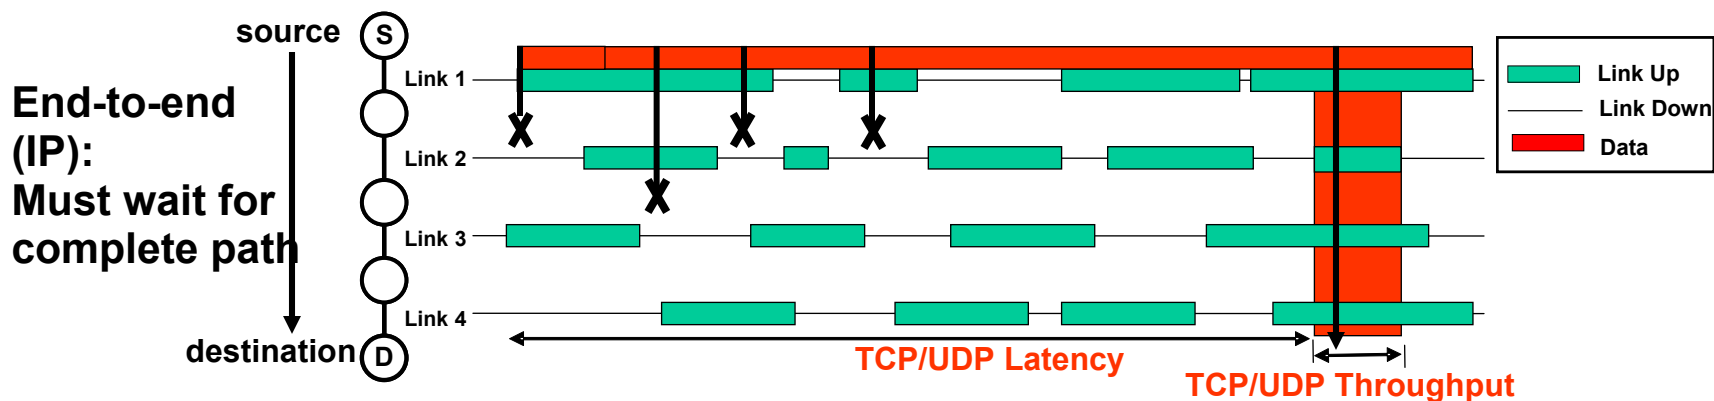 source
S
End-to-end
(IP):
Must wait for
complete path
destination
D
Link 1
Link 2
Link 3
Link 4
TCP/UDP Latency
TCP/UDP Throughput
Link Up
Link Down
Data